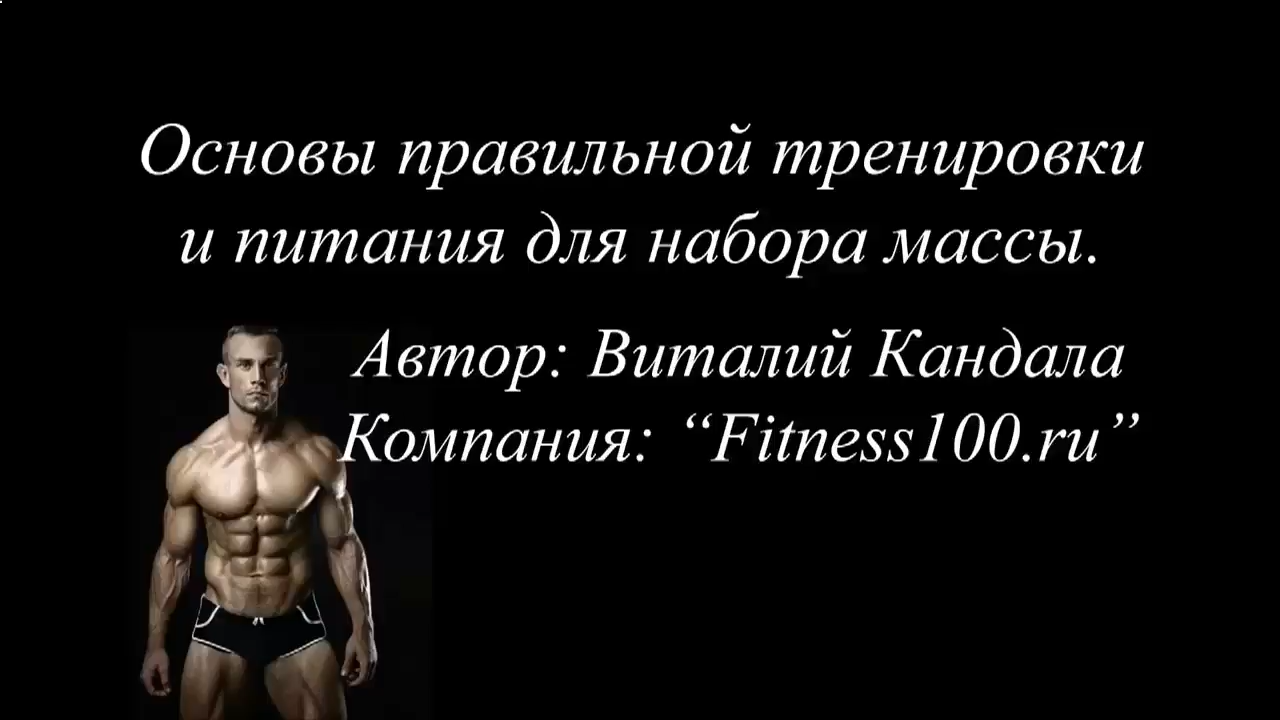 Основы правильной тренировки
и питания для набора массы.
Автор: Виталий Кандала
Компания: “Fitness100.ru”